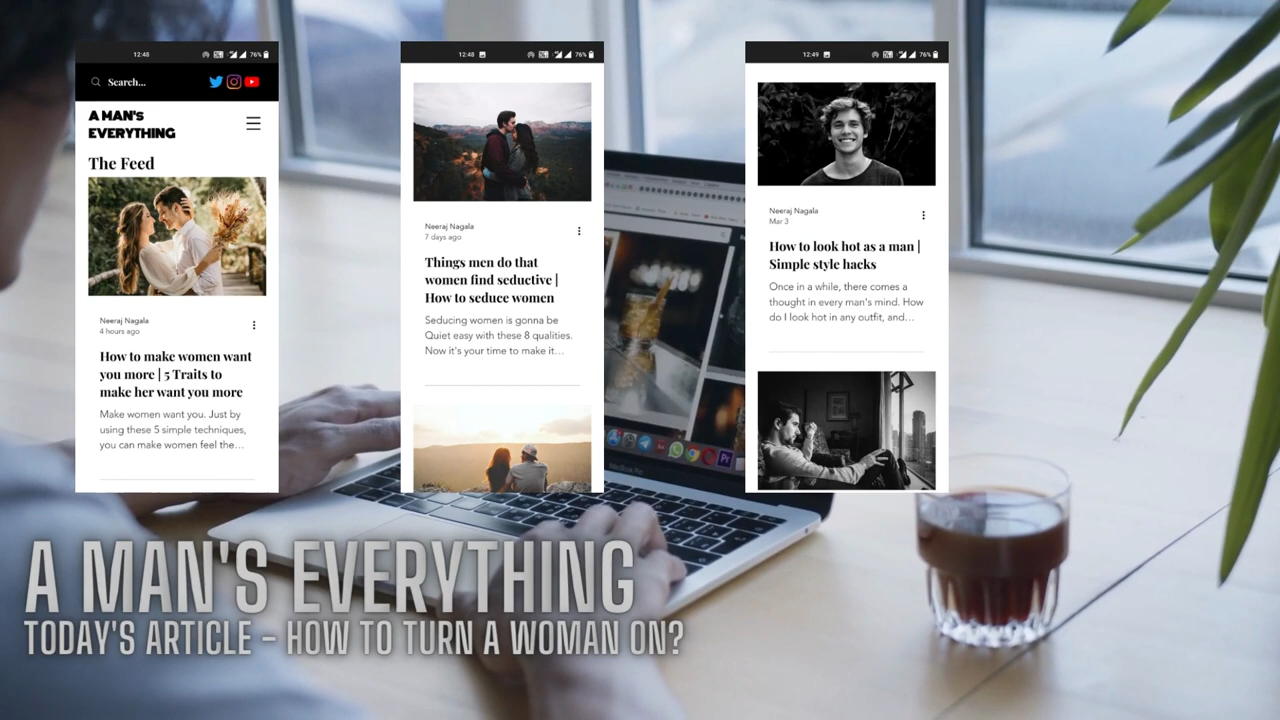 12:48
76%
Search...
A MAN'S
EVERYTHING
The Feed
Neeraj Nagala
4 hours ago
How to make women want
you more | 5 Traits to
make her want you more
Make women want you. Just by
using these 5 simple techniques,
you can make women feel the...
12:48
76%
Neeraj Nagala
7 days ago
Things men do that
women find seductive |
How to seduce women
Seducing women is gonna be
Quiet easy with these 8 qualities.
Now it's your time to make it...
12:49
76%
Neeraj Nagala
Mar 3
How to look hot as a man |
Simple style hacks
Once in a while, there comes a
thought in every man's mind. How
do I look hot in any outfit, and...
MacBook Pro
A MAN'S EVERYTHING
TODAY'S ARTICLE - HOW TO TURN A WOMAN ON?